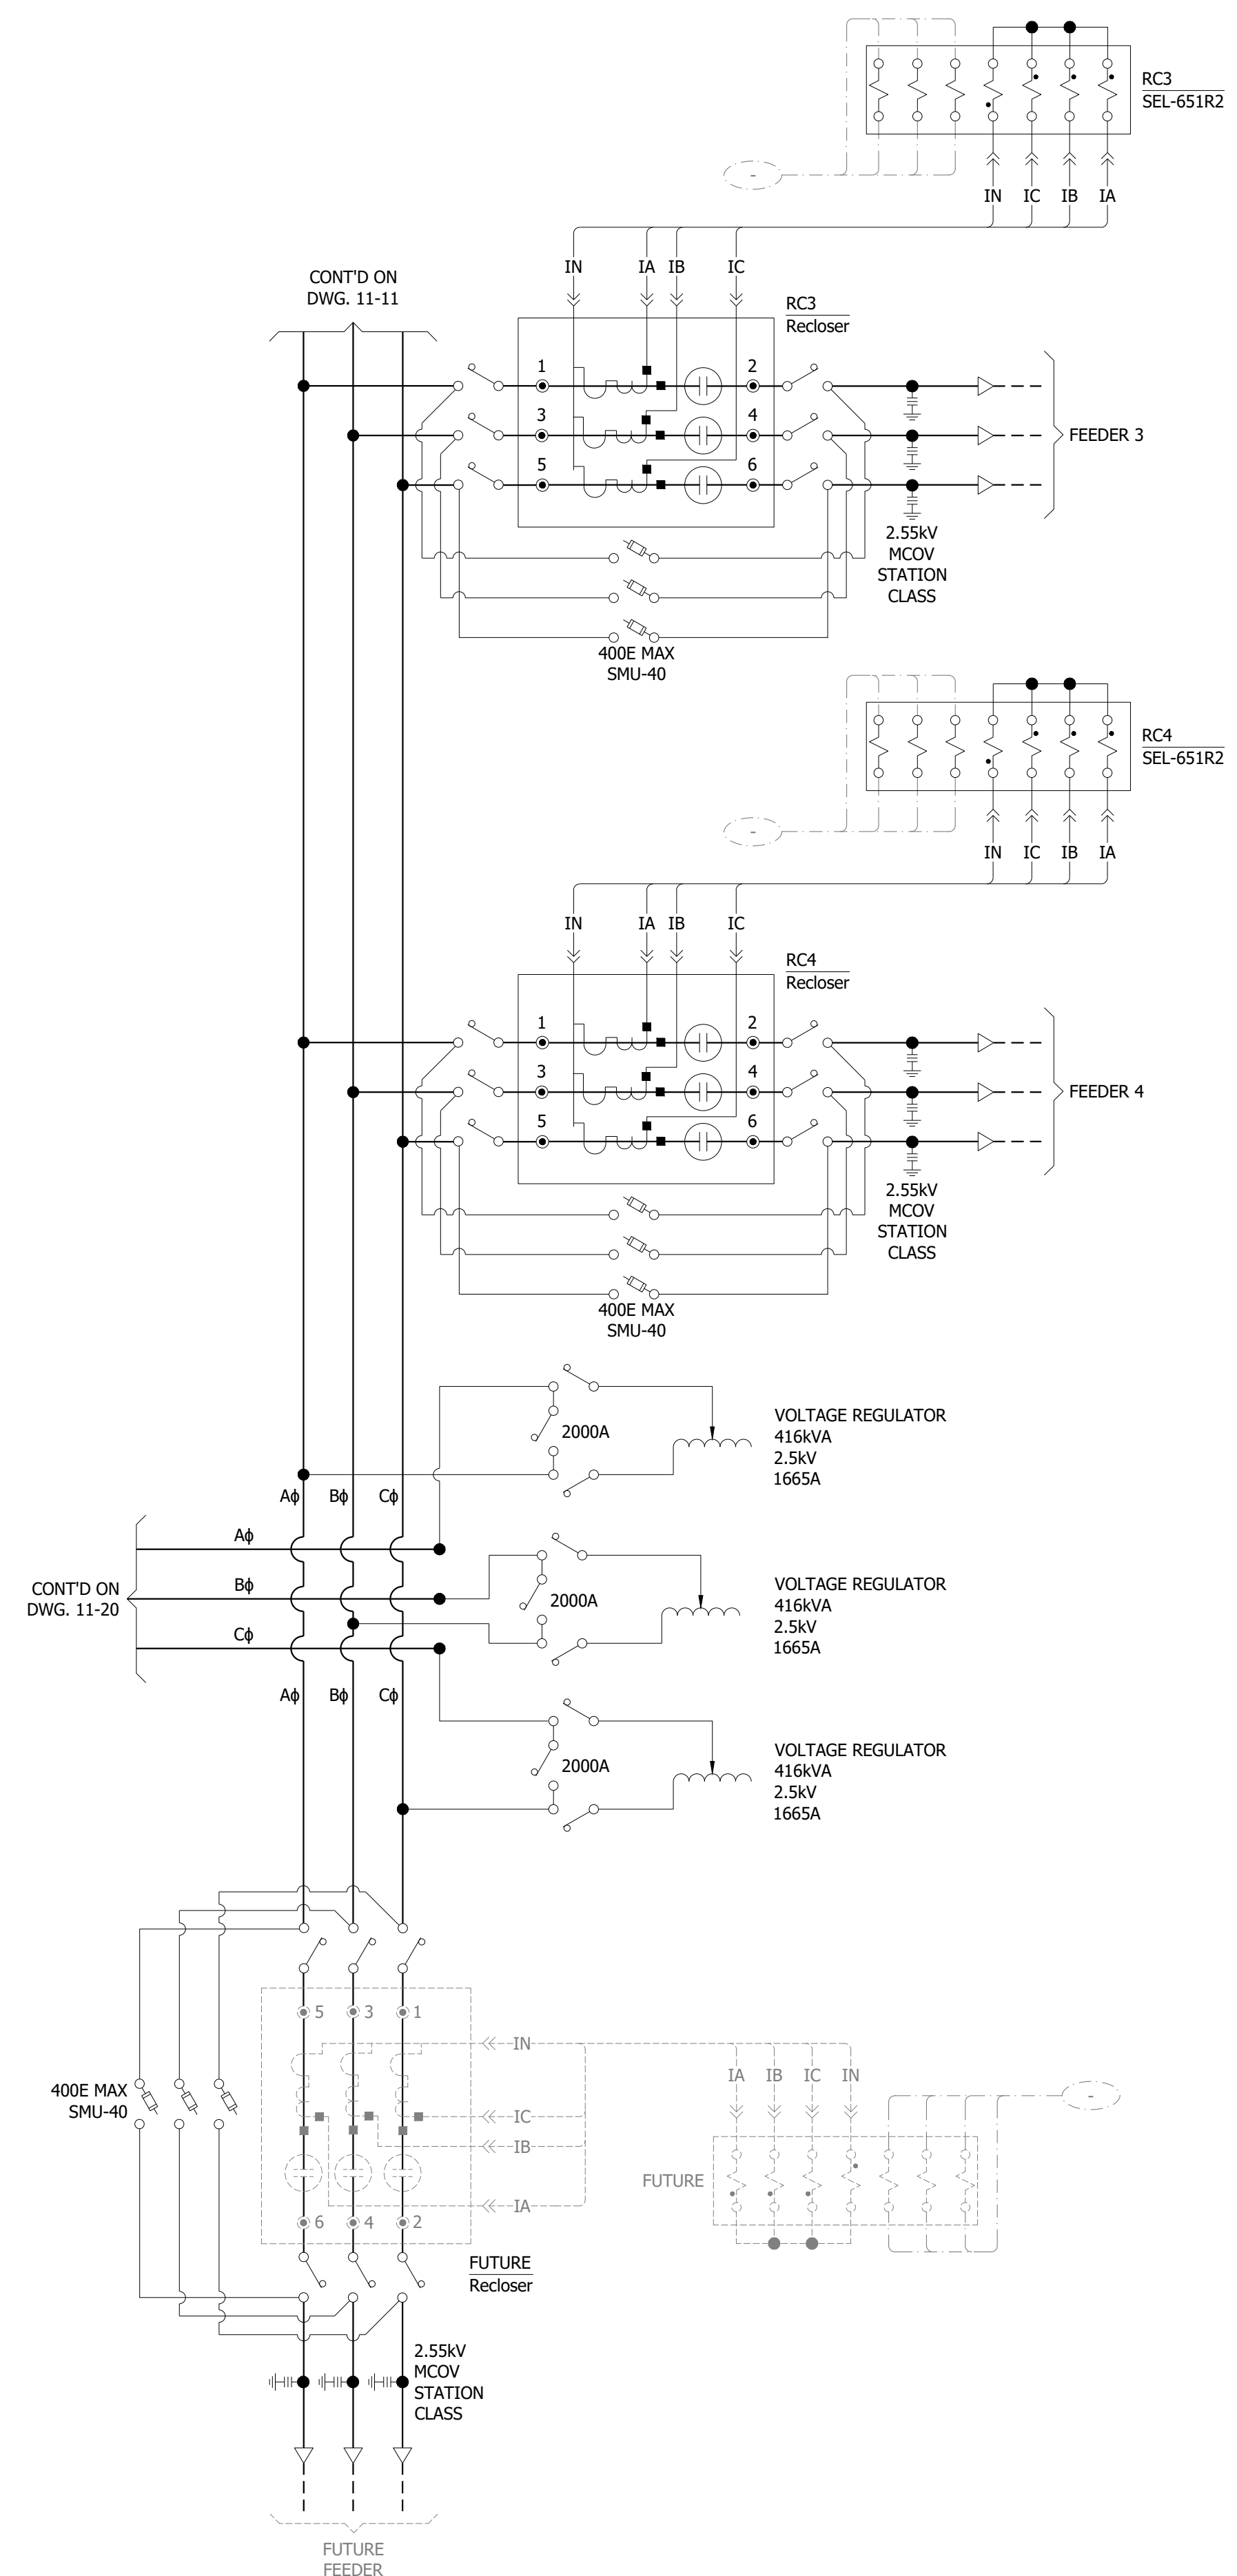 RC3
SEL-651R2
-
IN IC IB IA
IN IA IB IC
CONT'D ON
DWG. 11-11
RC3
Recloser
1 2
3 4
FEEDER 3
5 6
2.55kV
MCOV
STATION
CLASS
400E MAX
SMU-40
RC4
SEL-651R2
-
IN IC IB IA
IN IA IB IC
RC4
Recloser
1 2
3 4
FEEDER 4
5 6
2.55kV
MCOV
STATION
CLASS
400E MAX
SMU-40
2000A
VOLTAGE REGULATOR
416kVA
2.5kV
1665A
Aϕ Bϕ Cϕ
Aϕ
Bϕ
Cϕ
CONT'D ON
DWG. 11-20
2000A
VOLTAGE REGULATOR
416kVA
2.5kV
1665A
Aϕ Bϕ Cϕ
2000A
VOLTAGE REGULATOR
416kVA
2.5kV
1665A
5 3 1
IN
IC
IB
IA
IA IB IC IN
-
400E MAX
SMU-40
FUTURE
6 4 2
FUTURE
Recloser
2.55kV
MCOV
STATION
CLASS
FUTURE
FEEDER